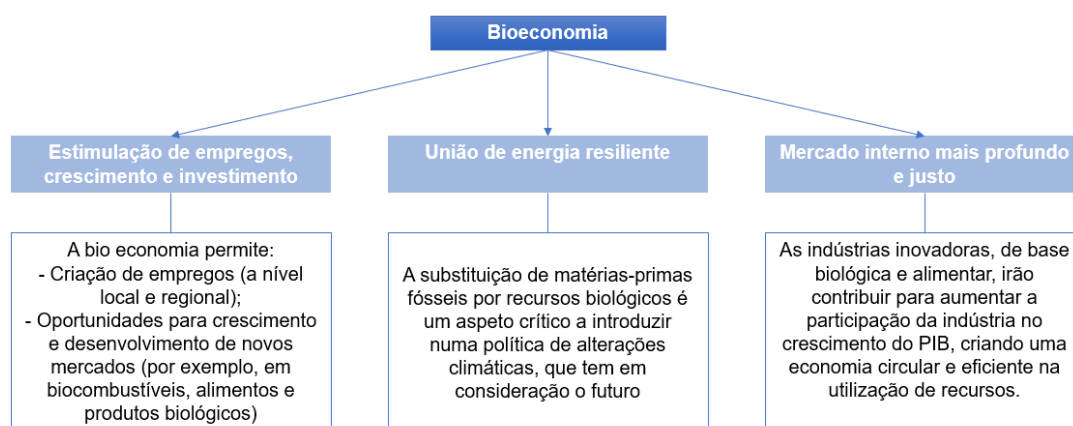 Bioeconomia
Estimulação de empregos,
crescimento e investimento
União de energia resiliente
Mercado interno mais profundo
e justo
A bio economia permite:
- Criação de empregos (a nível
local e regional);
- Oportunidades para crescimento
e desenvolvimento de novos
mercados (por exemplo, em
biocombustíveis, alimentos e
produtos biológicos)
A substituição de matérias-primas
fósseis por recursos biológicos é
um aspeto crítico a introduzir
numa política de alterações
climáticas, que tem em
consideração o futuro
As indústrias inovadoras, de base
biológica e alimentar, irão
contribuir para aumentar a
participação da indústria no
crescimento do PIB, criando uma
economia circular e eficiente na
utilização de recursos.